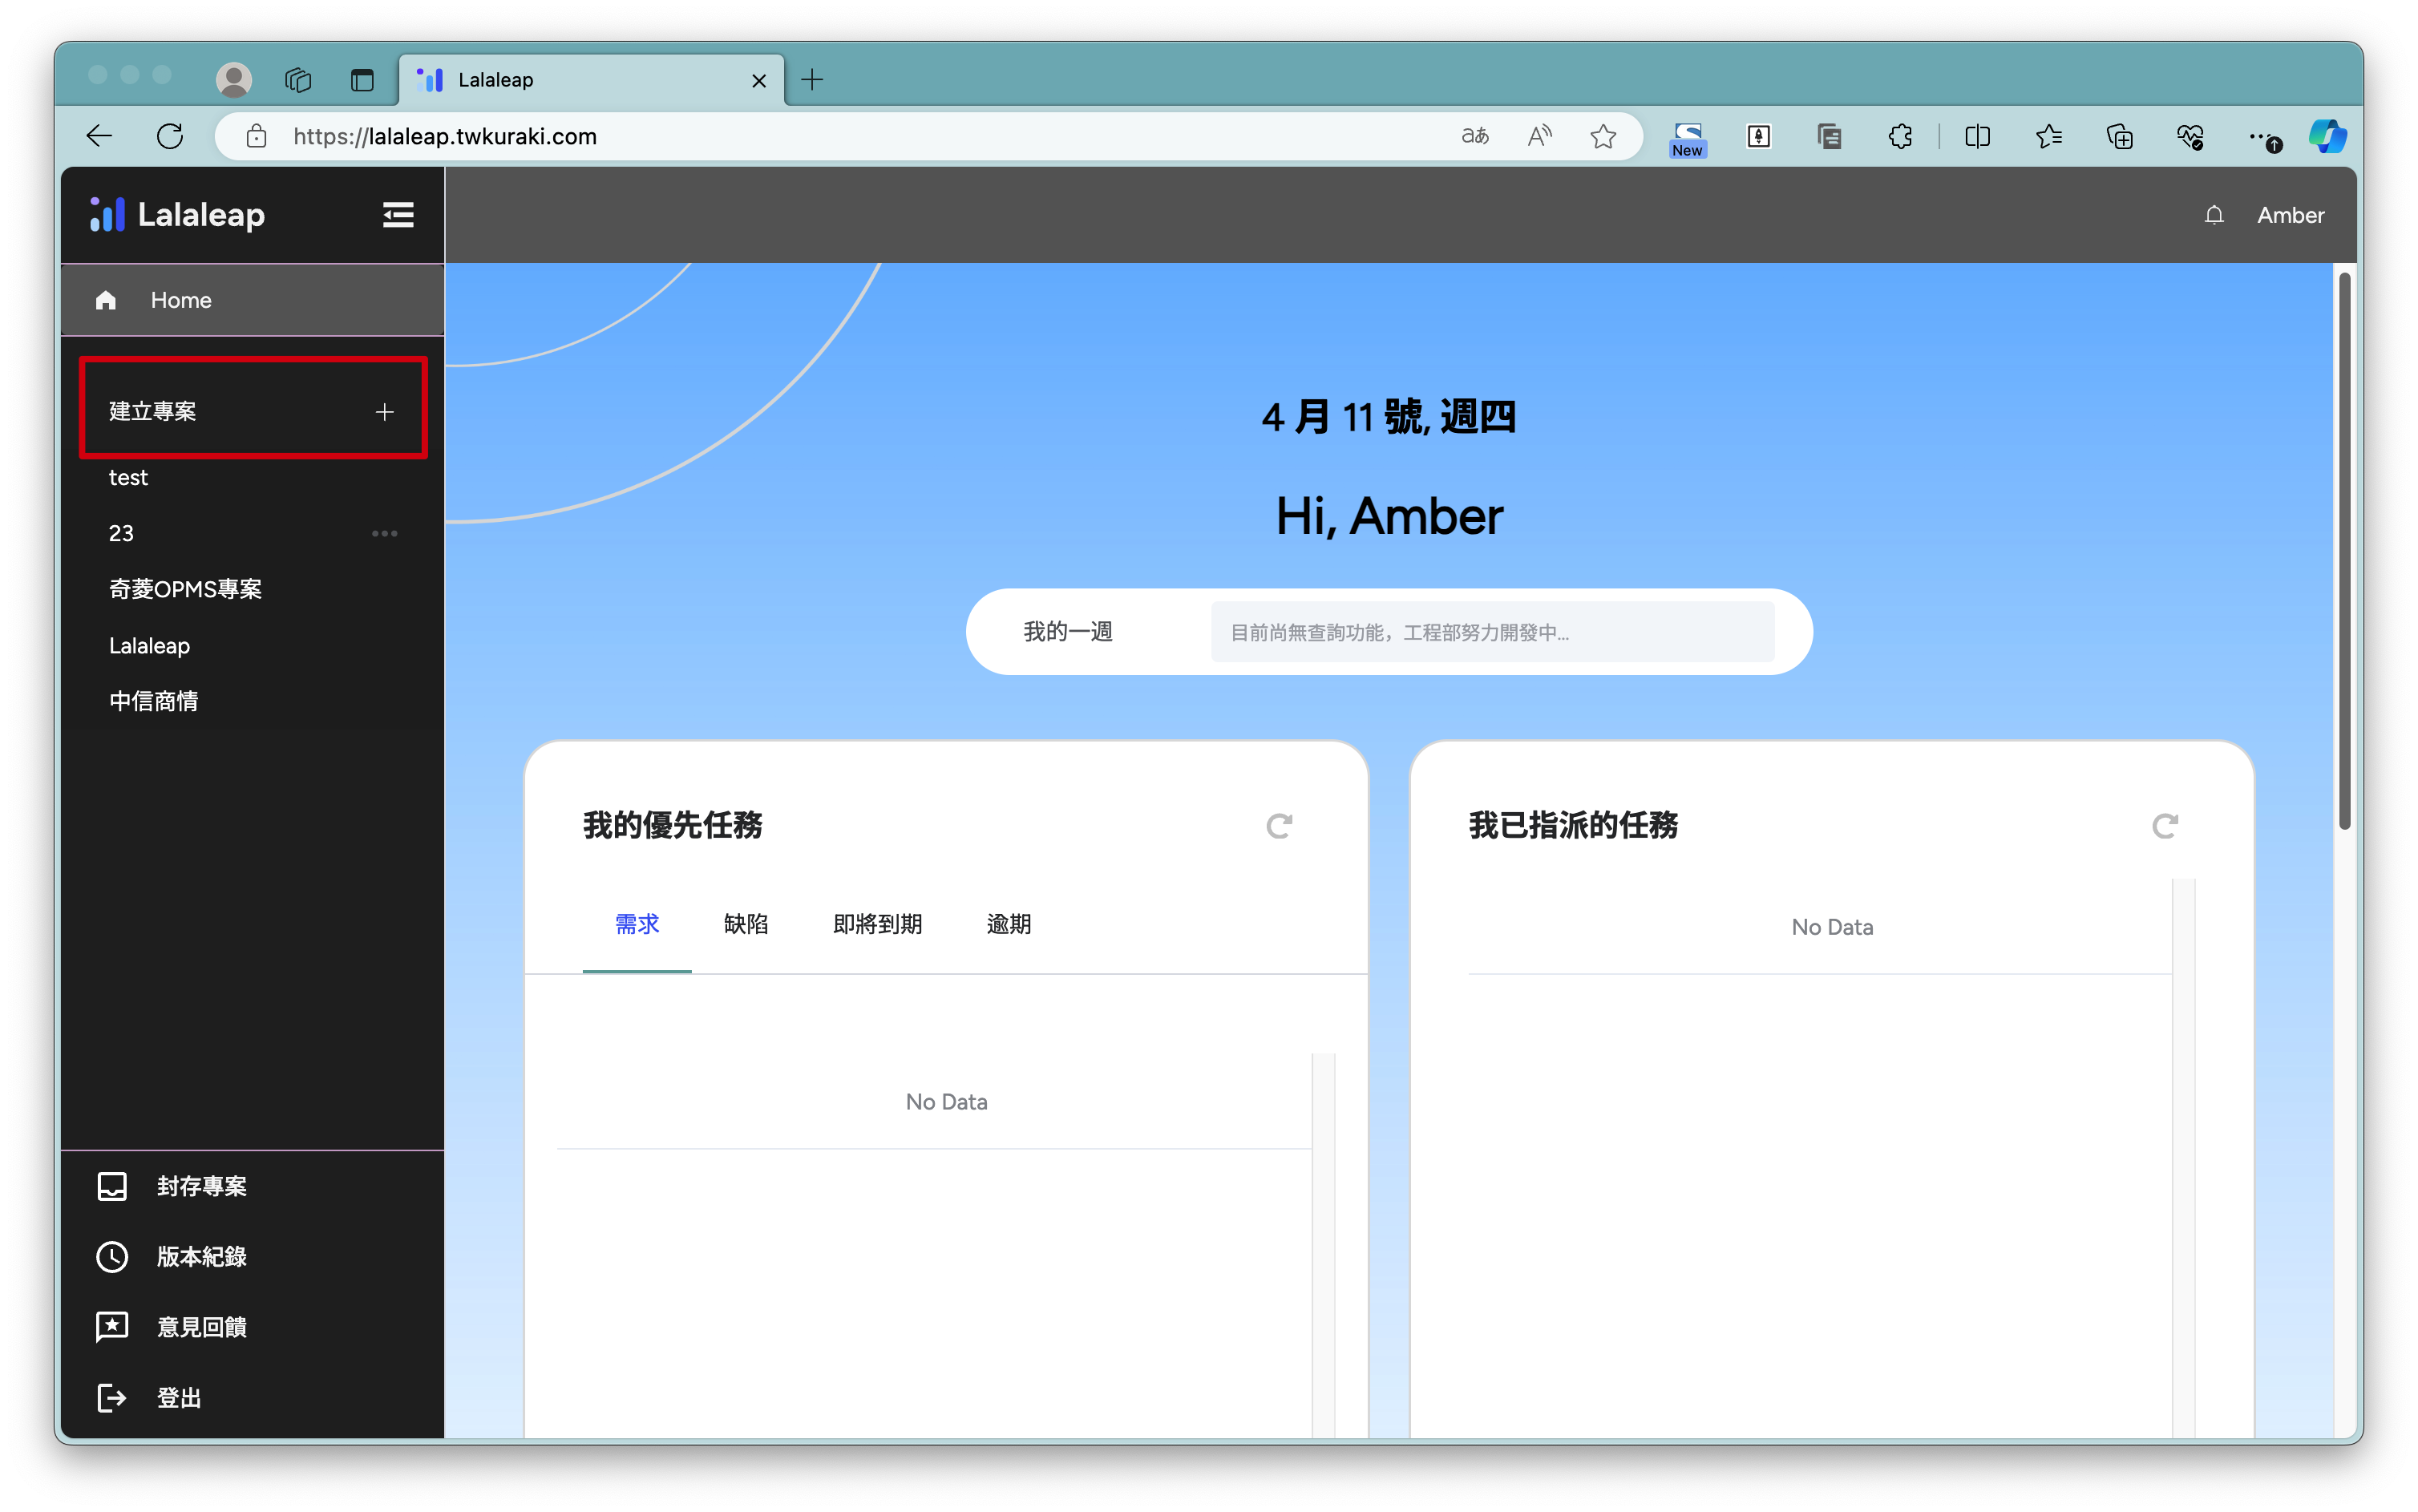 Lalaleap
https://lalaleap.twkuraki.com
aあ
A
New
Lalaleap
Amber
Home
建立專案
test
23
奇菱OPMS專案
Lalaleap
中信商情
封存專案
版本紀錄
意見回饋
登出
4 月 11 號, 週四
Hi, Amber
我的一週
目前尚無查詢功能，工程部努力開發中...
我的優先任務
需求 缺陷 即將到期 逾期
No Data
我已指派的任務
No Data